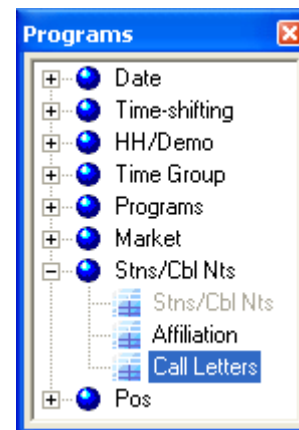 Programs
Date
Time-shifting
HH/Demo
Time Group
Programs
Market
Stns/Cbl Nts
Stns/Cbl Nts
Affiliation
Call Letters
Pos